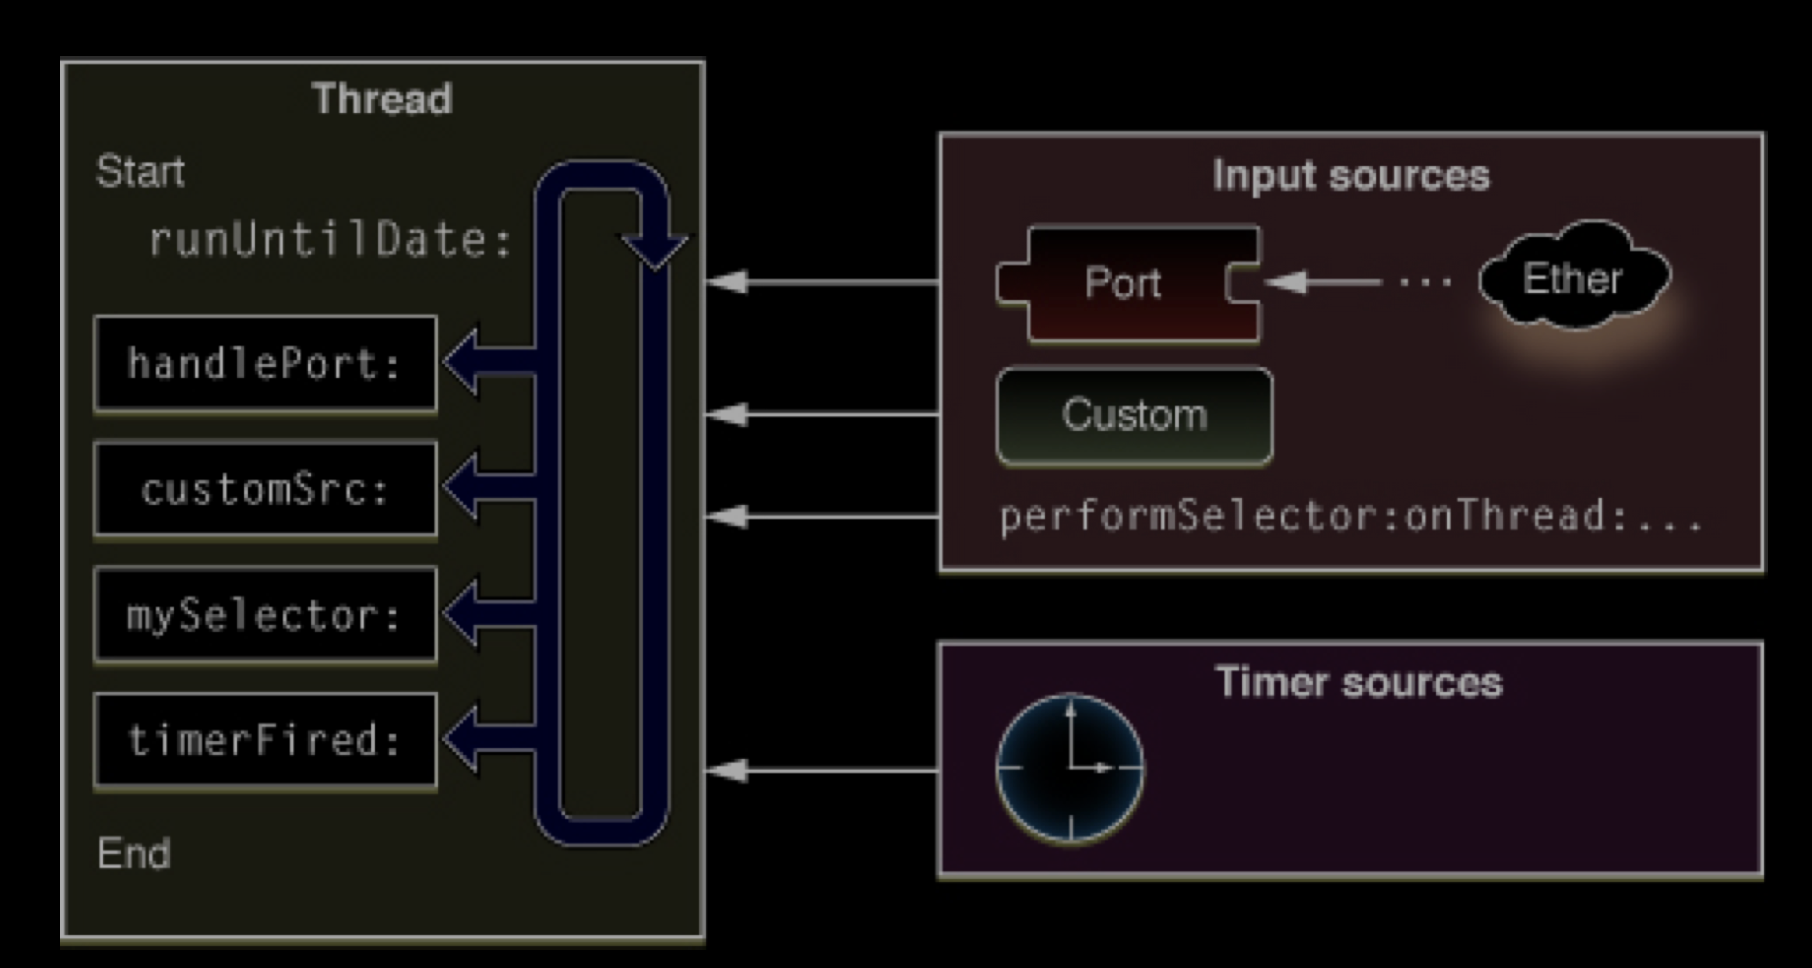 Thread
Start
runUntilDate:
handlePort:
customSrc:
mySelector:
timerFired:
End
Input sources
Port
Ether
Custom
performSelector:onThread:...
Timer sources